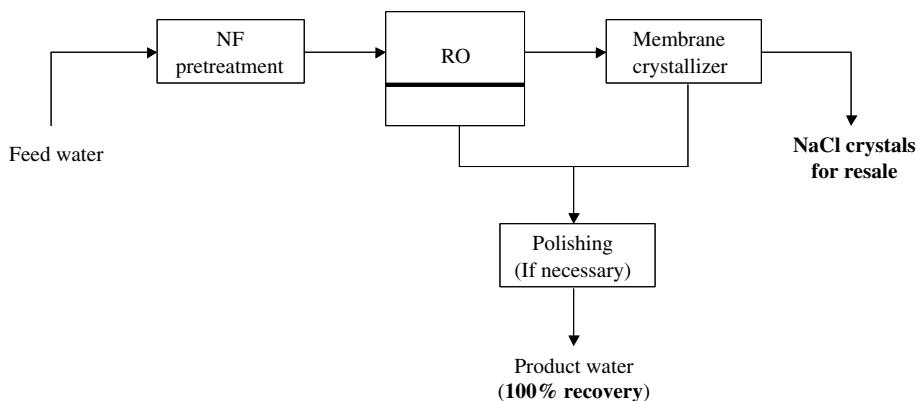 NF
pretreatment
RO
Membrane
crystallizer
Feed water
NaCl crystals
for resale
Polishing
(If necessary)
Product water
(100% recovery)